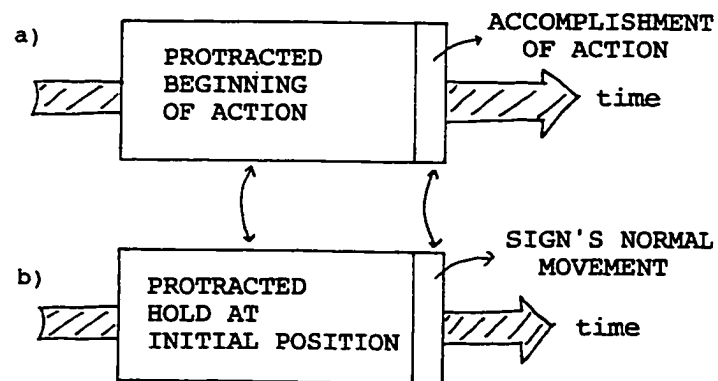 a)
PROTRACTED
BEGINNING
OF ACTION
ACCOMPLISHMENT
OF ACTION
time
b)
PROTRACTED
HOLD AT
INITIAL POSITION
SIGN'S NORMAL
MOVEMENT
time